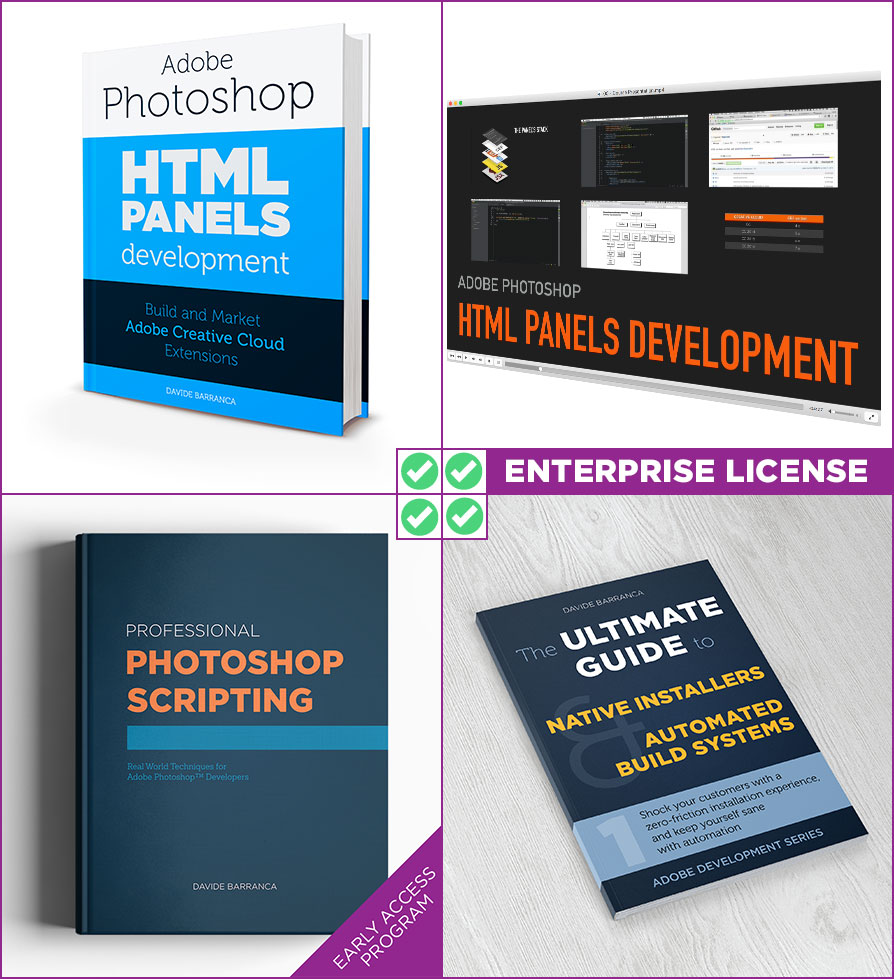 Adobe
Photoshop
HTML
PANELS
development
Build and Market
Adobe Creative Cloud
Extensions
DAVIDE BARRANCA
THE PANELS STACK
ADOBE PHOTOSHOP
HTML PANELS DEVELOPMENT
ENTERPRISE LICENSE
PROFESSIONAL
PHOTOSHOP
SCRIPTING
Real World Techniques for
Adobe Photoshop™ Developers
DAVIDE BARRANCA
EARLY ACCESS
PROGRAM
DAVIDE BARRANCA
The ULTIMATE
GUIDE to
NATIVE INSTALLERS
&
AUTOMATED
BUILD SYSTEMS
1
Shock your customers with a
zero-friction installation experience,
and keep yourself sane
with automation
ADOBE DEVELOPMENT SERIES